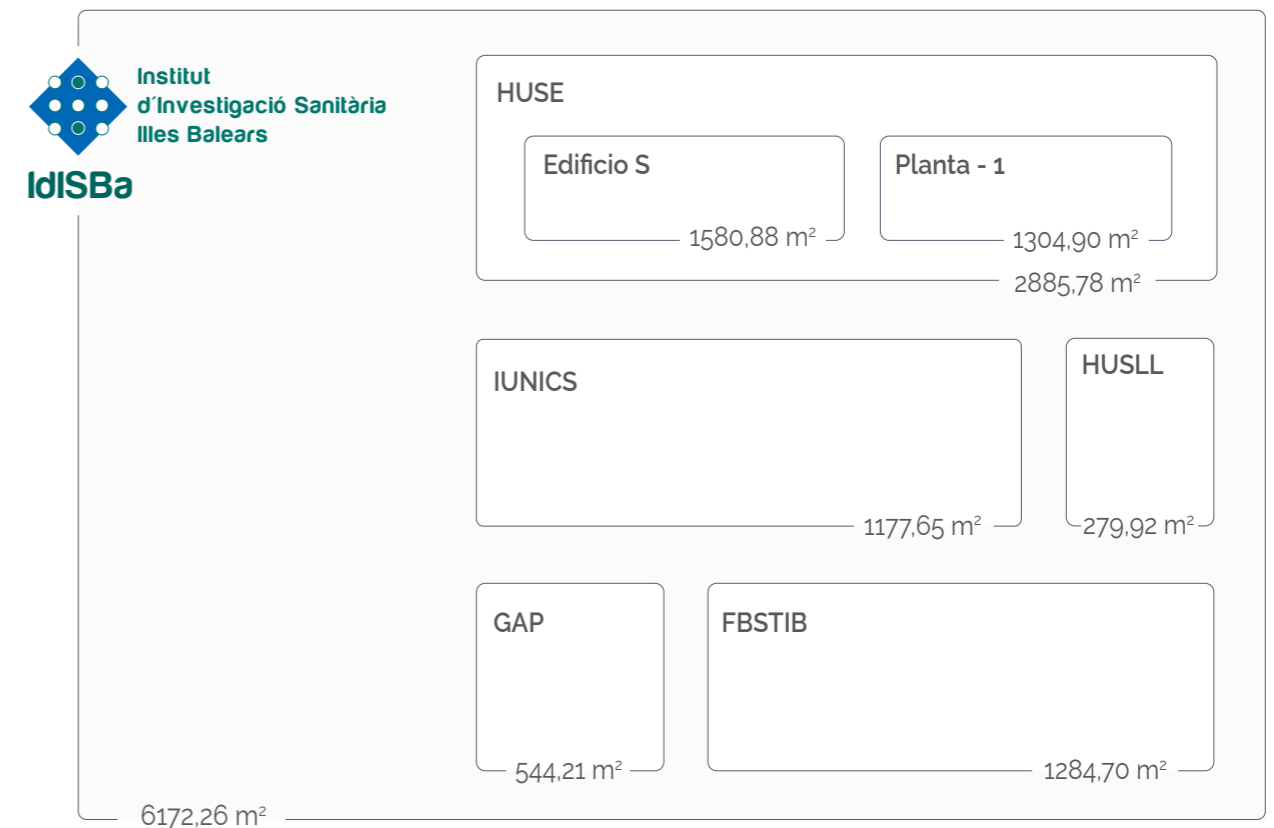 Institut
d´Investigació Sanitària
Illes Balears
IdISBa
HUSE
Edificio S
1580,88 m²
Planta - 1
1304,90 m²
2885,78 m²
IUNICS
1177,65 m²
HUSLL
279,92 m²
GAP
544,21 m²
FBSTIB
1284,70 m²
6172,26 m²